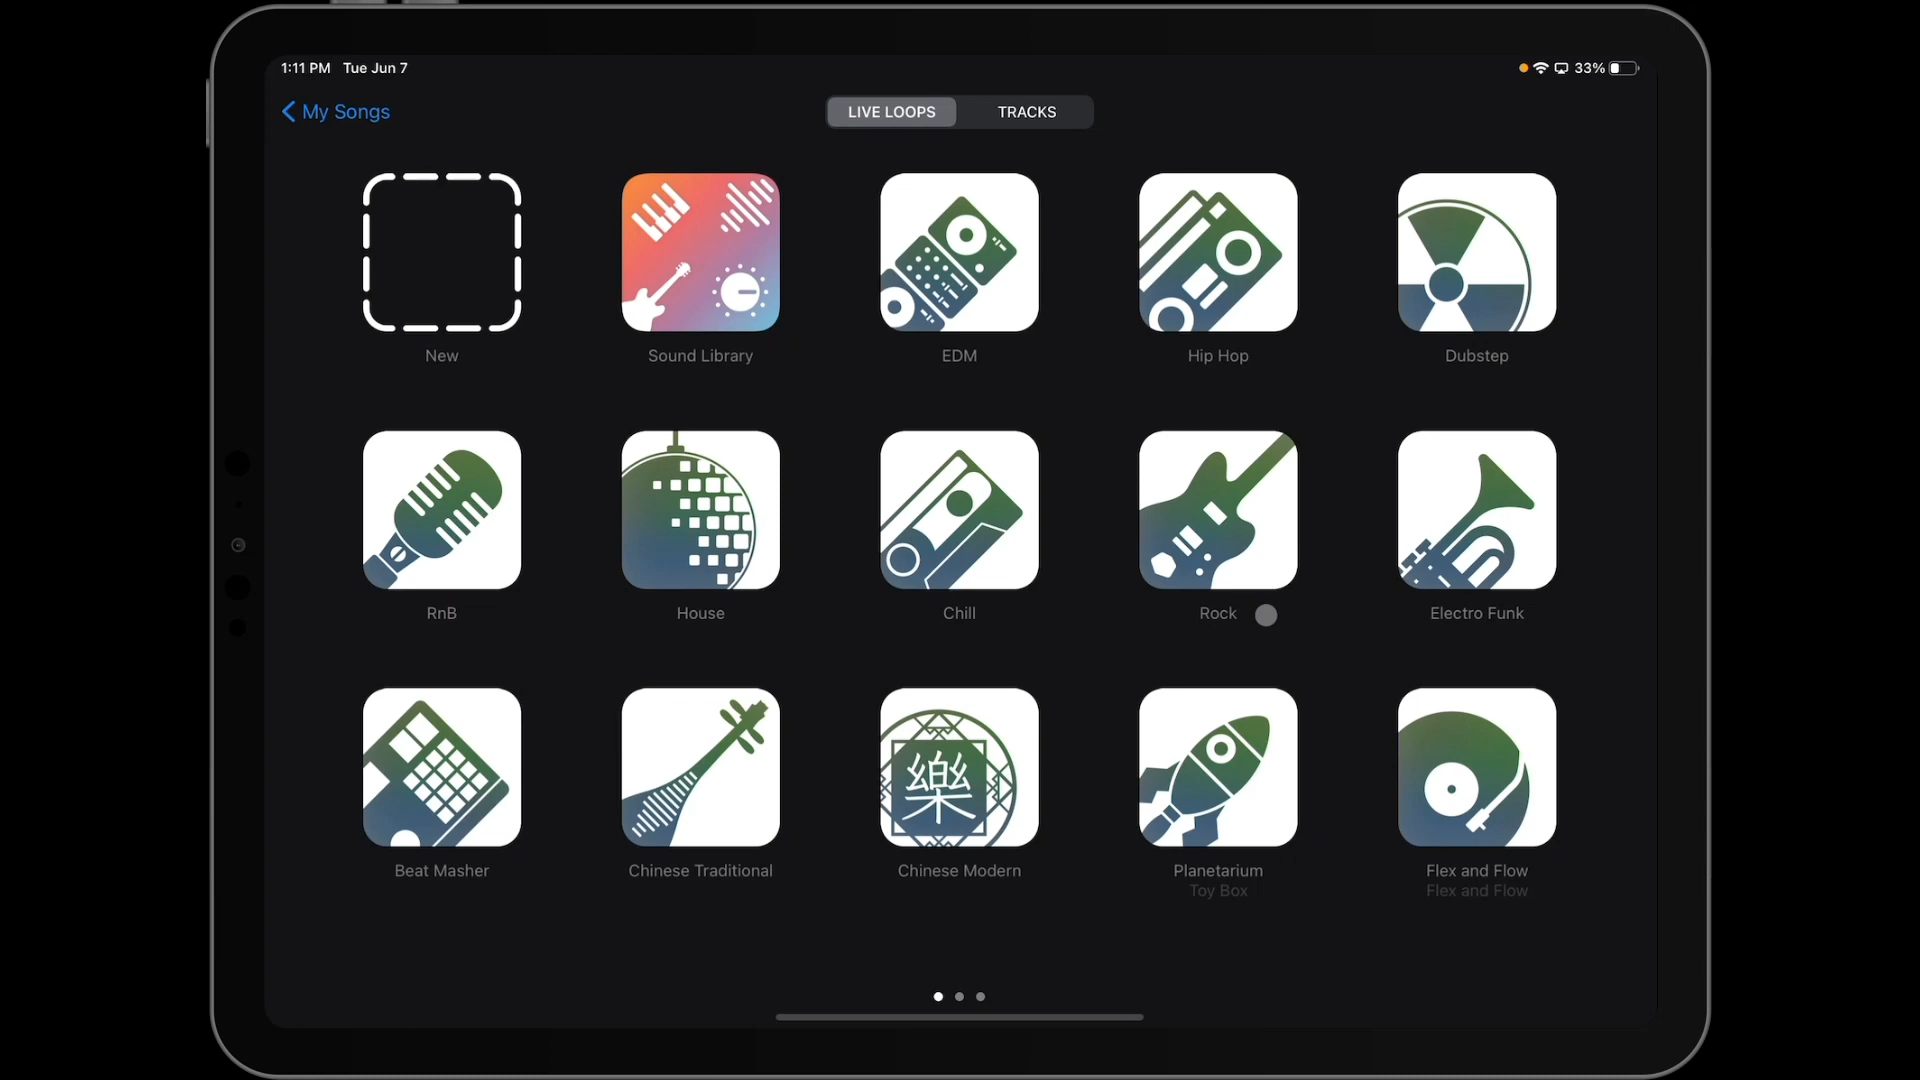 1:11 PM Tue Jun 7
33%
My Songs
LIVE LOOPS
TRACKS
New
Sound Library
EDM
Hip Hop
Dubstep
RnB
House
Chill
Rock
Electro Funk
樂
Beat Masher
Chinese Traditional
Chinese Modern
Planetarium
Toy Box
Flex and Flow
Flex and Flow